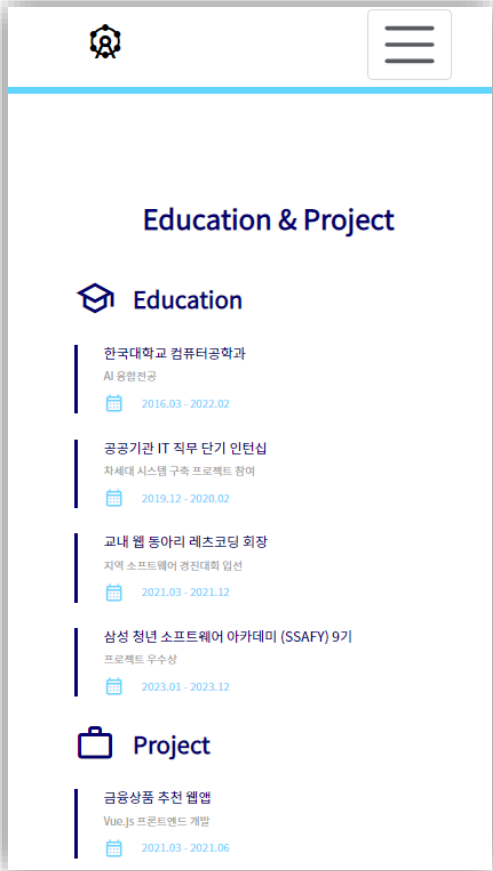 Education & Project
Education
한국대학교 컴퓨터공학과
AI 융합전공
2016.03 - 2022.02
공공기관 IT 직무 단기 인턴십
차세대 시스템 구축 프로젝트 참여
2019.12 - 2020.02
교내 웹 동아리 레츠코딩 회장
지역 소프트웨어 경진대회 입선
2021.03 - 2021.12
삼성 청년 소프트웨어 아카데미 (SSAFY) 9기
프로젝트 우수상
2023.01 - 2023.12
Project
금융상품 추천 웹앱
Vue.js 프론트엔드 개발
2021.03 - 2021.06